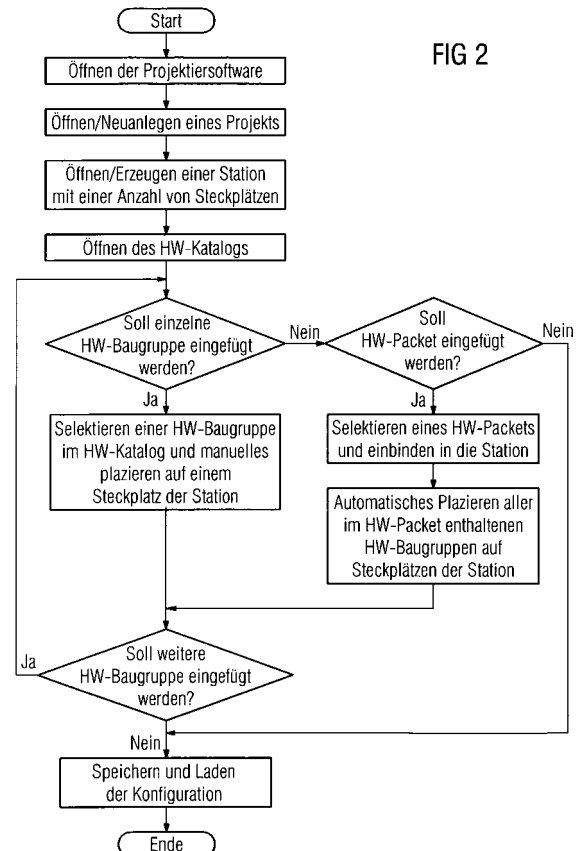 Start
FIG 2
Öffnen der Projektiersoftware
Öffnen/Neuanlegen eines Projekts
Öffnen/Erzeugen einer Station
mit einer Anzahl von Steckplätzen
Öffnen des HW-Katalogs
Soll einzelne
HW-Baugruppe eingefügt
werden?
Nein
Soll
HW-Packet eingefügt
werden?
Nein
Ja
Ja
Selektieren einer HW-Baugruppe
im HW-Katalog und manuelles
plazieren auf einem
Steckplatz der Station
Selektieren eines HW-Packets
und einbinden in die Station
Automatisches Plazieren aller
im HW-Packet enthaltenen
HW-Baugruppen auf
Steckplätzen der Station
Ja
Soll weitere
HW-Baugruppe eingefügt
werden?
Nein
Speichern und Laden
der Konfiguration
Ende